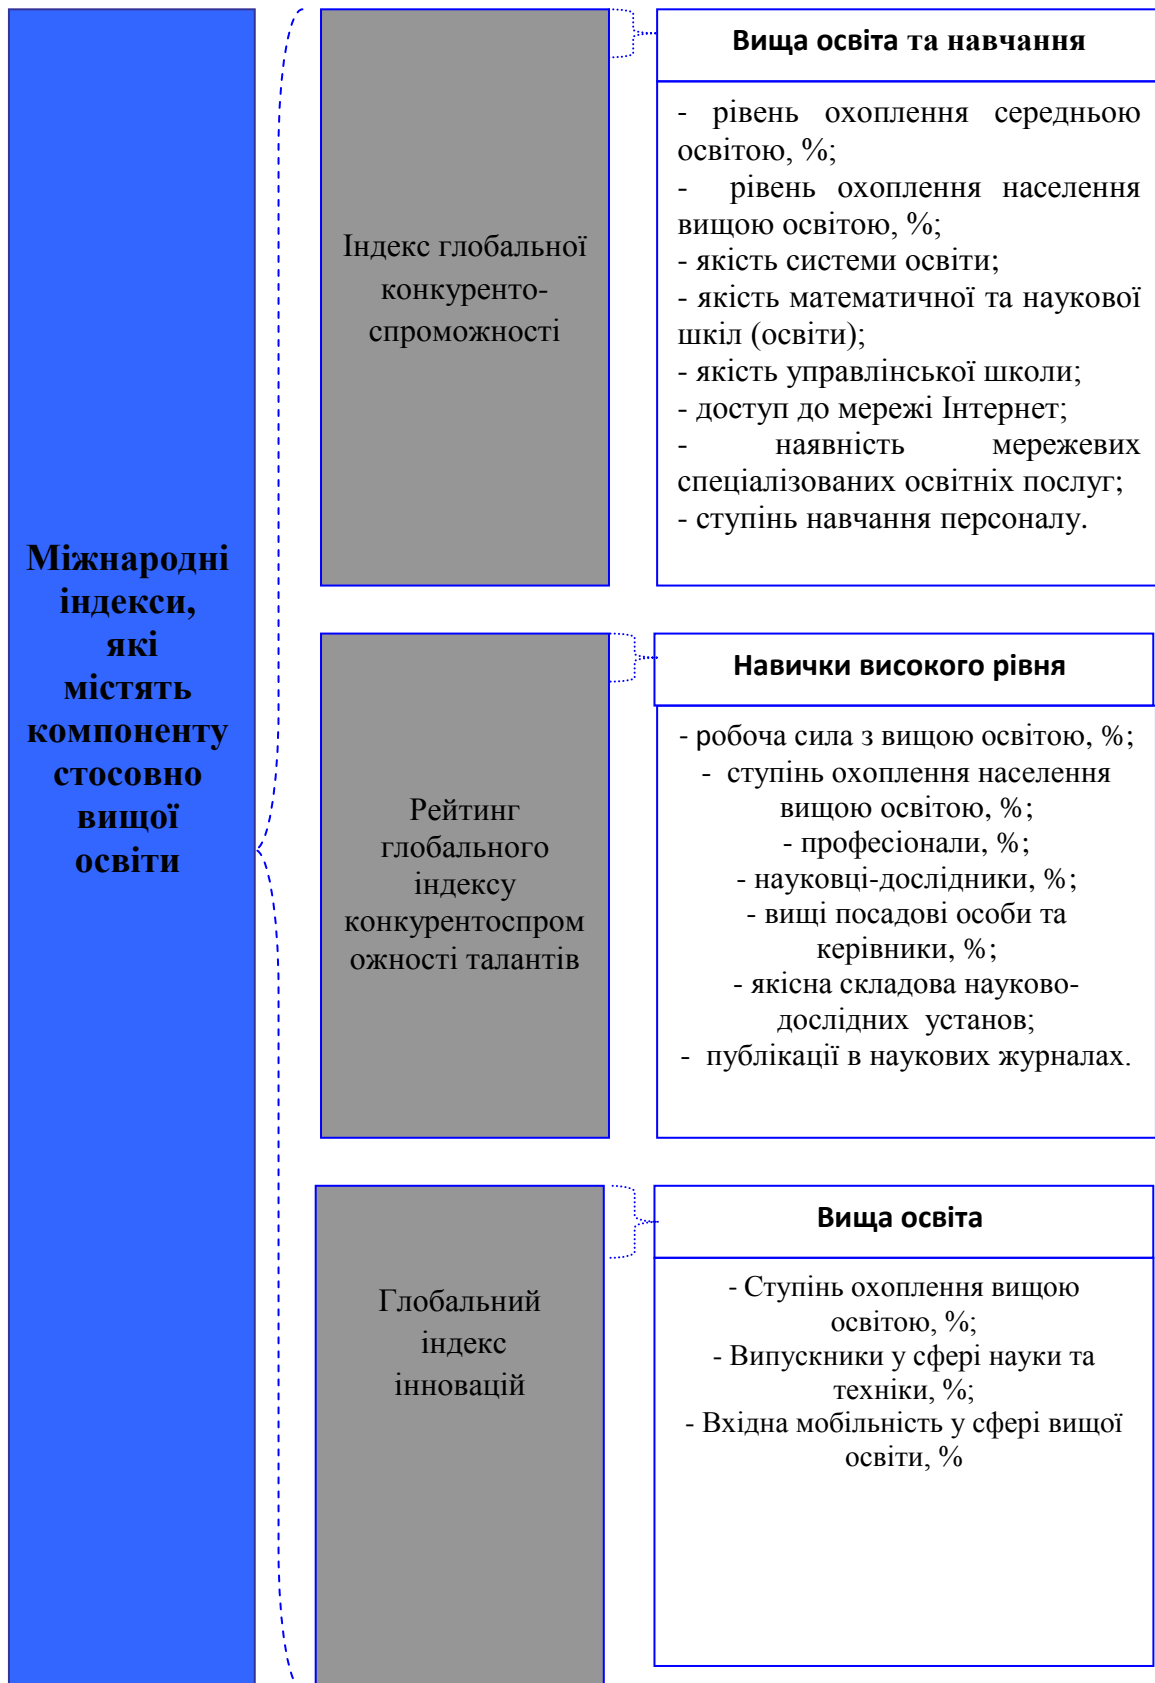 Міжнародні
індекси,
які
містять
компоненту
стосовно
вищої
освіти
Індекс глобальної
конкуренто-
спроможності
Вища освіта та навчання
- рівень охоплення середньою
освітою, %;
- рівень охоплення населення
вищою освітою, %;
- якість системи освіти;
- якість математичної та наукової
шкіл (освіти);
- якість управлінської школи;
- доступ до мережі Інтернет;
- наявність мережевих
спеціалізованих освітніх послуг;
- ступінь навчання персоналу.
Рейтинг
глобального
індексу
конкурентоспром
ожності талантів
Навички високого рівня
- робоча сила з вищою освітою, %;
- ступінь охоплення населення
вищою освітою, %;
- професіонали, %;
- науковці-дослідники, %;
- вищі посадові особи та
керівники, %;
- якісна складова науково-
дослідних установ;
- публікації в наукових журналах.
Глобальний
індекс
інновацій
Вища освіта
- Ступінь охоплення вищою
освітою, %;
- Випускники у сфері науки та
техніки, %;
- Вхідна мобільність у сфері вищої
освіти, %